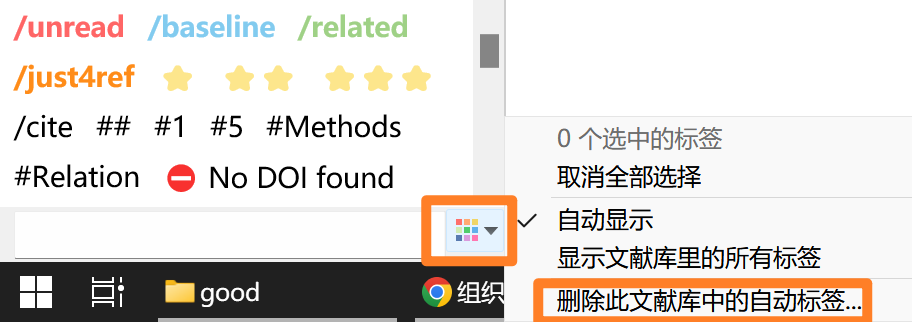 /unread /baseline /related
/just4ref
/cite ## #1 #5 #Methods
#Relation No DOI found
good
组织
0 个选中的标签
取消全部选择
自动显示
显示文献库里的所有标签
删除此文献库中的自动标签...